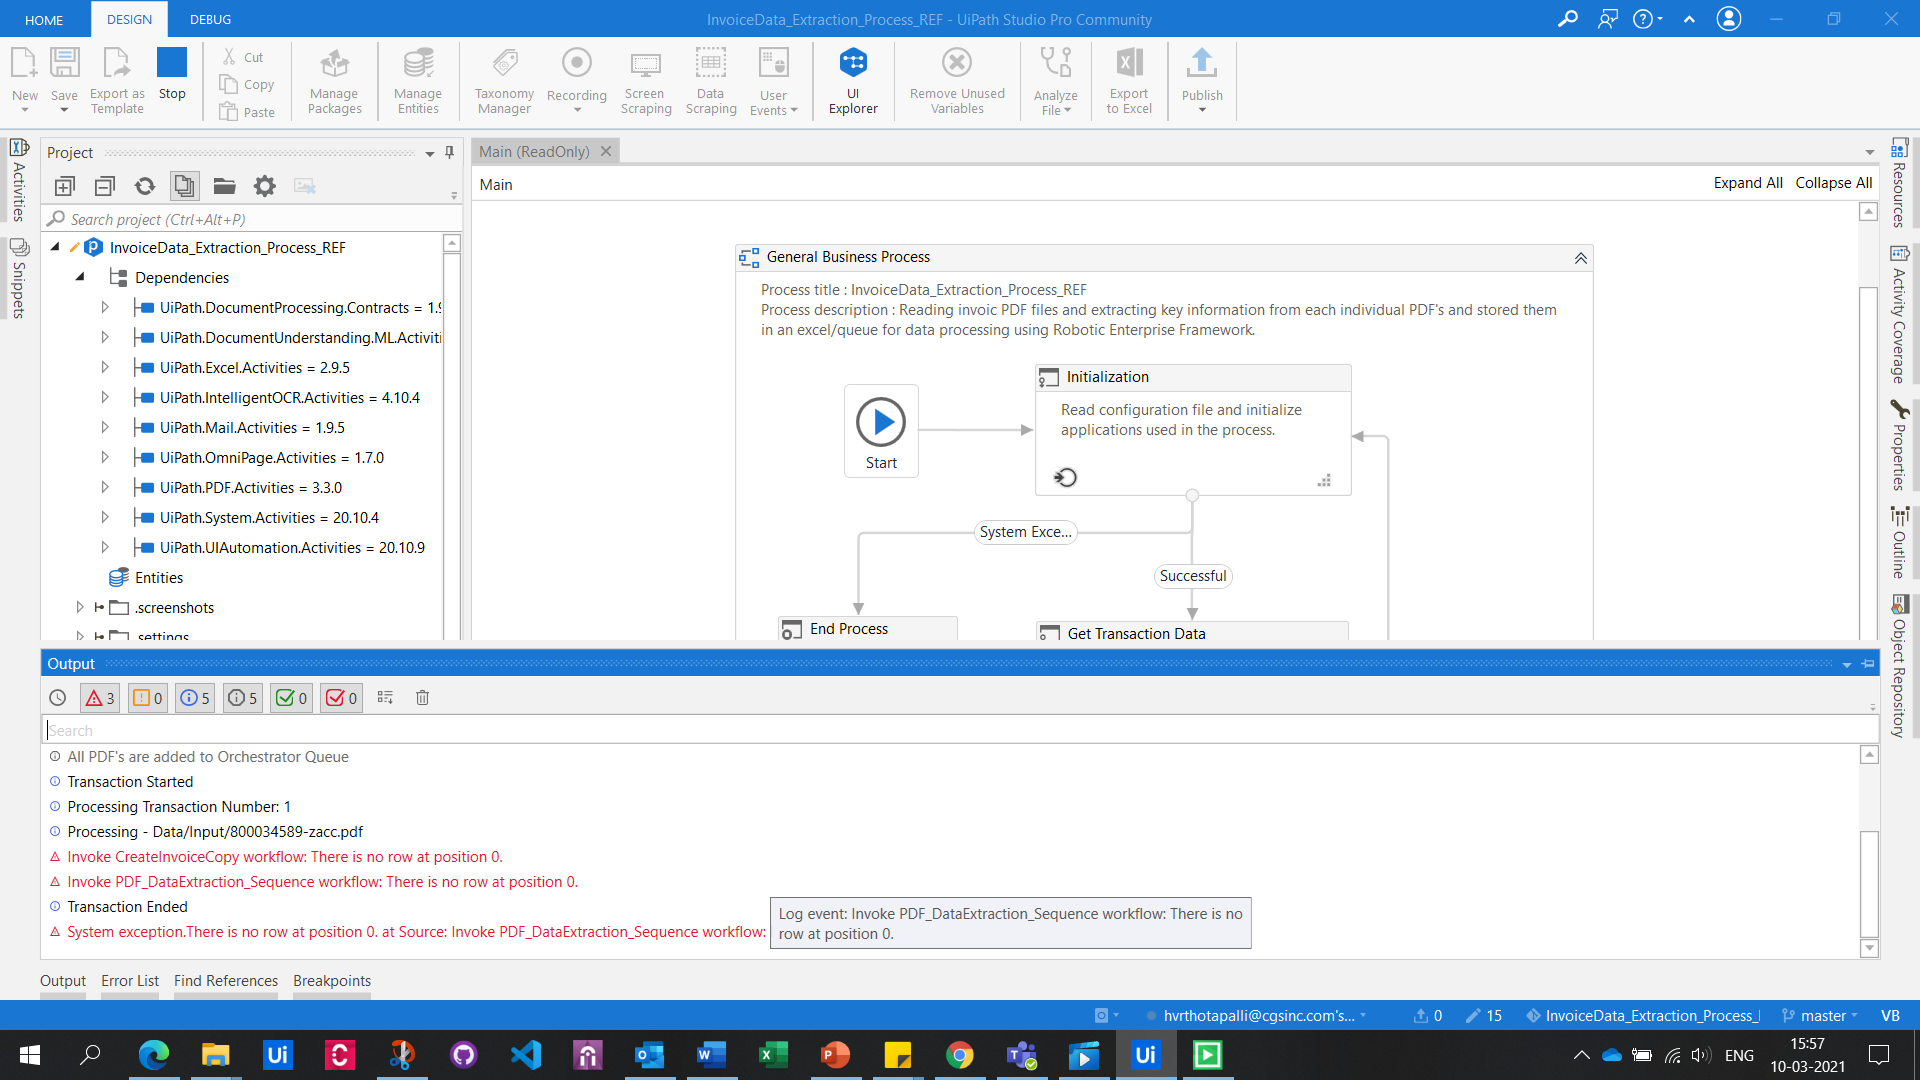 HOME
DESIGN
DEBUG
InvoiceData_Extraction_Process_REF - UiPath Studio Pro Community
New
Save
Export as
Template
Stop
Cut
Copy
Paste
Manage
Packages
Manage
Entities
Taxonomy
Manager
Recording
Screen
Scraping
Data
Scraping
User
Events
UI
Explorer
Remove Unused
Variables
Analyze
File
Export
to Excel
Publish
Activities
Snippets
Project
Search project (Ctrl+Alt+P)
InvoiceData_Extraction_Process_REF
Dependencies
UiPath.DocumentProcessing.Contracts = 1.9
UiPath.DocumentUnderstanding.ML.Activiti
UiPath.Excel.Activities = 2.9.5
UiPath.IntelligentOCR.Activities = 4.10.4
UiPath.Mail.Activities = 1.9.5
UiPath.OmniPage.Activities = 1.7.0
UiPath.PDF.Activities = 3.3.0
UiPath.System.Activities = 20.10.4
UiPath.UIAutomation.Activities = 20.10.9
Entities
.screenshots
.settings
Main (ReadOnly)
Main
Expand All Collapse All
General Business Process
Process title : InvoiceData_Extraction_Process_REF
Process description : Reading invoic PDF files and extracting key information from each individual PDF's and stored them
in an excel/queue for data processing using Robotic Enterprise Framework.
Start
Initialization
Read configuration file and initialize
applications used in the process.
System Exce...
Successful
End Process
Get Transaction Data
Resources
Activity Coverage
Properties
Outline
Object Repository
Output
3
0
5
5
0
0
Search
All PDF's are added to Orchestrator Queue
Transaction Started
Processing Transaction Number: 1
Processing - Data/Input/800034589-zacc.pdf
Invoke CreateInvoiceCopy workflow: There is no row at position 0.
Invoke PDF_DataExtraction_Sequence workflow: There is no row at position 0.
Transaction Ended
System exception.There is no row at position 0. at Source: Invoke PDF_DataExtraction_Sequence workflow:
Log event: Invoke PDF_DataExtraction_Sequence workflow: There is no
row at position 0.
Output
Error List
Find References
Breakpoints
hvrthotapalli@cgsinc.com's...
0
15
InvoiceData_Extraction_Process_
master
VB
ENG
15:57
10-03-2021